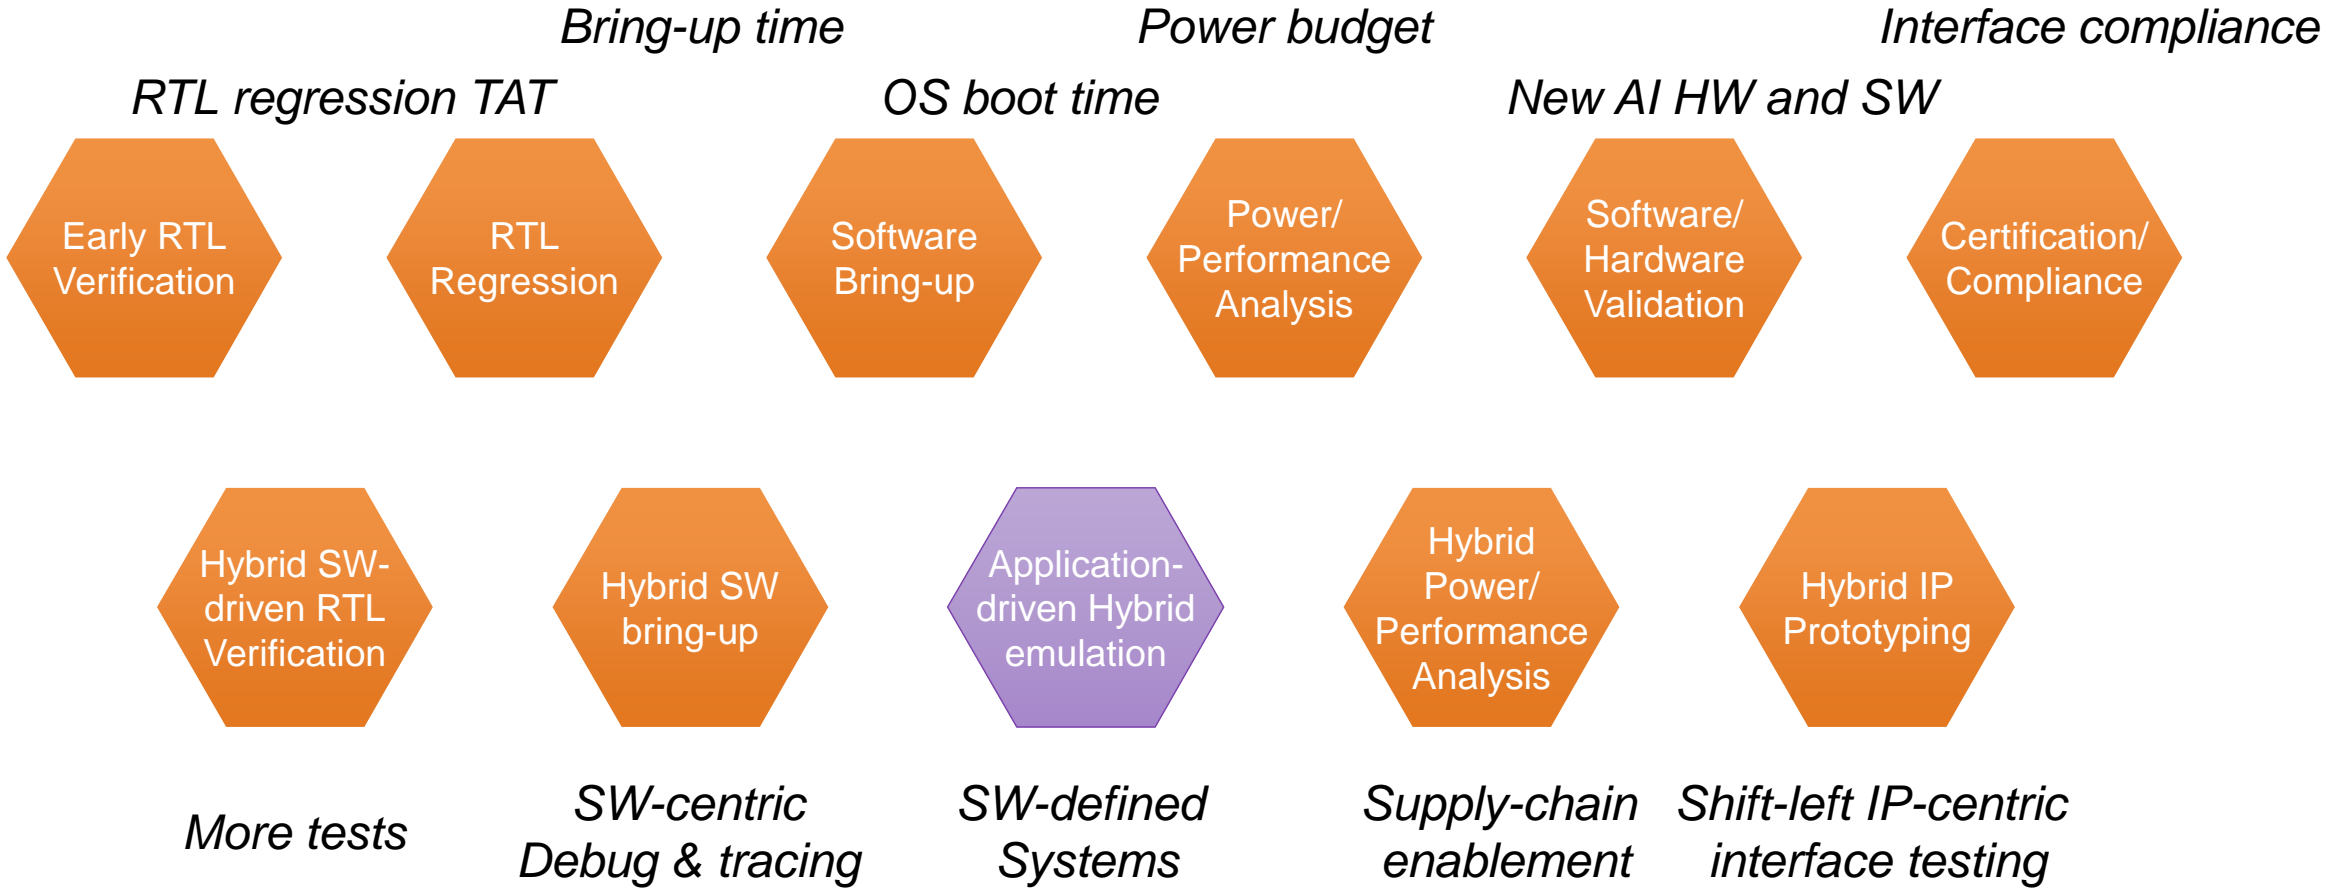 Bring-up time
Power budget
Interface compliance
RTL regression TAT
OS boot time
New AI HW and SW
Early RTL
Verification
RTL
Regression
Software
Bring-up
Power/
Performance
Analysis
Software/
Hardware
Validation
Certification/
Compliance
Hybrid SW-
driven RTL
Verification
Hybrid SW
bring-up
Application-
driven Hybrid
emulation
Hybrid
Power/
Performance
Analysis
Hybrid IP
Prototyping
More tests
SW-centric
Debug & tracing
SW-defined
Systems
Supply-chain
enablement
Shift-left IP-centric
interface testing